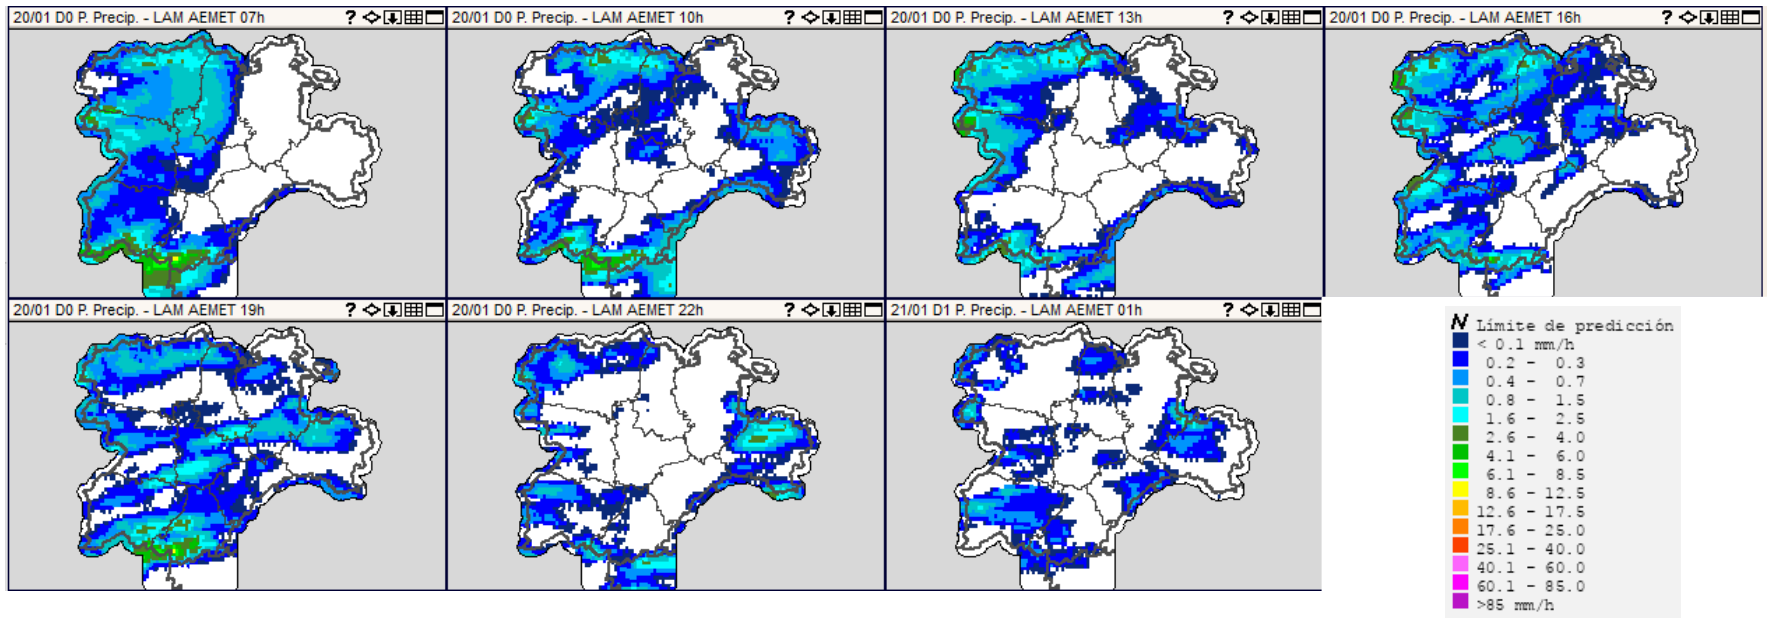 20/01 D0 P. Precip. - LAM AEMET 07h ?
20/01 D0 P. Precip. - LAM AEMET 10h ?
20/01 D0 P. Precip. - LAM AEMET 13h ?
20/01 D0 P. Precip. - LAM AEMET 16h ?
20/01 D0 P. Precip. - LAM AEMET 19h ?
20/01 D0 P. Precip. - LAM AEMET 22h ?
21/01 D1 P. Precip. - LAM AEMET 01h ?
N Límite de predicción
< 0.1 mm/h
0.2 - 0.3
0.4 - 0.7
0.8 - 1.5
1.6 - 2.5
2.6 - 4.0
4.1 - 6.0
6.1 - 8.5
8.6 - 12.5
12.6 - 17.5
17.6 - 25.0
25.1 - 40.0
40.1 - 60.0
60.1 - 85.0
>85 mm/h